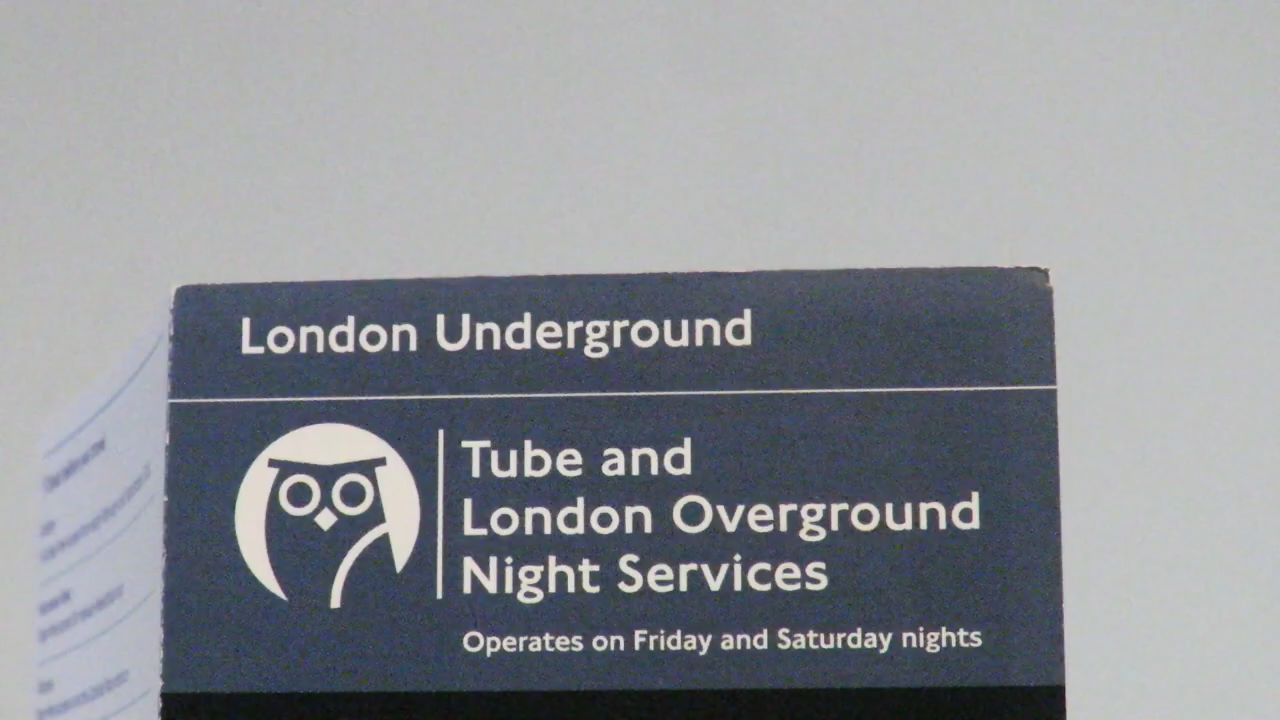 London Underground
Tube and
London Overground
Night Services
Operates on Friday and Saturday nights